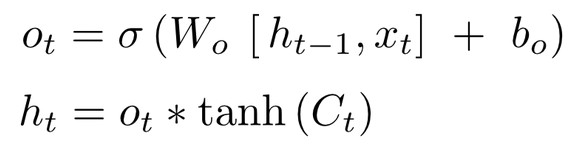 o_t = σ (W_o [h_{t−1}, x_t] + b_o)
h_t = o_t * tanh (C_t)